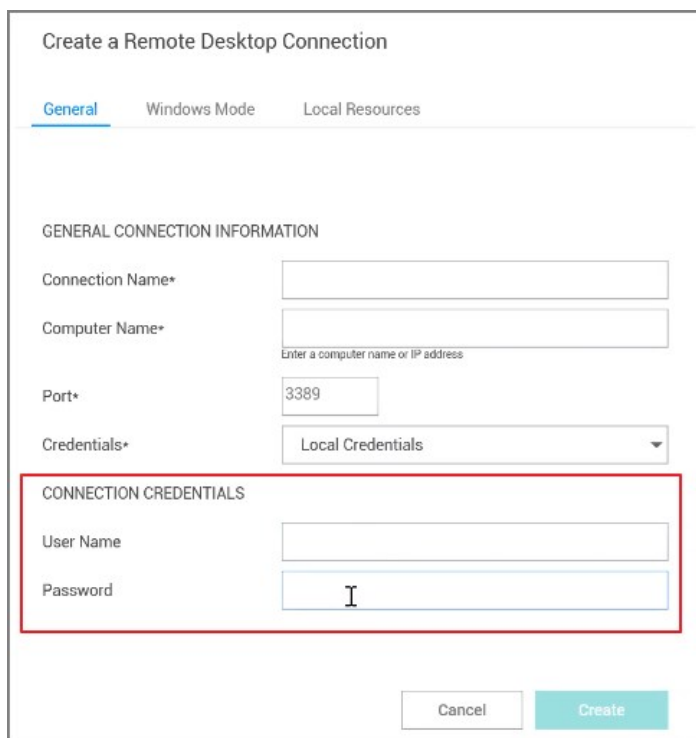 Create a Remote Desktop Connection
General Windows Mode Local Resources
GENERAL CONNECTION INFORMATION
Connection Name*
Computer Name*
Enter a computer name or IP address
Port* 3389
Credentials* Local Credentials
CONNECTION CREDENTIALS
User Name
Password
Cancel Create